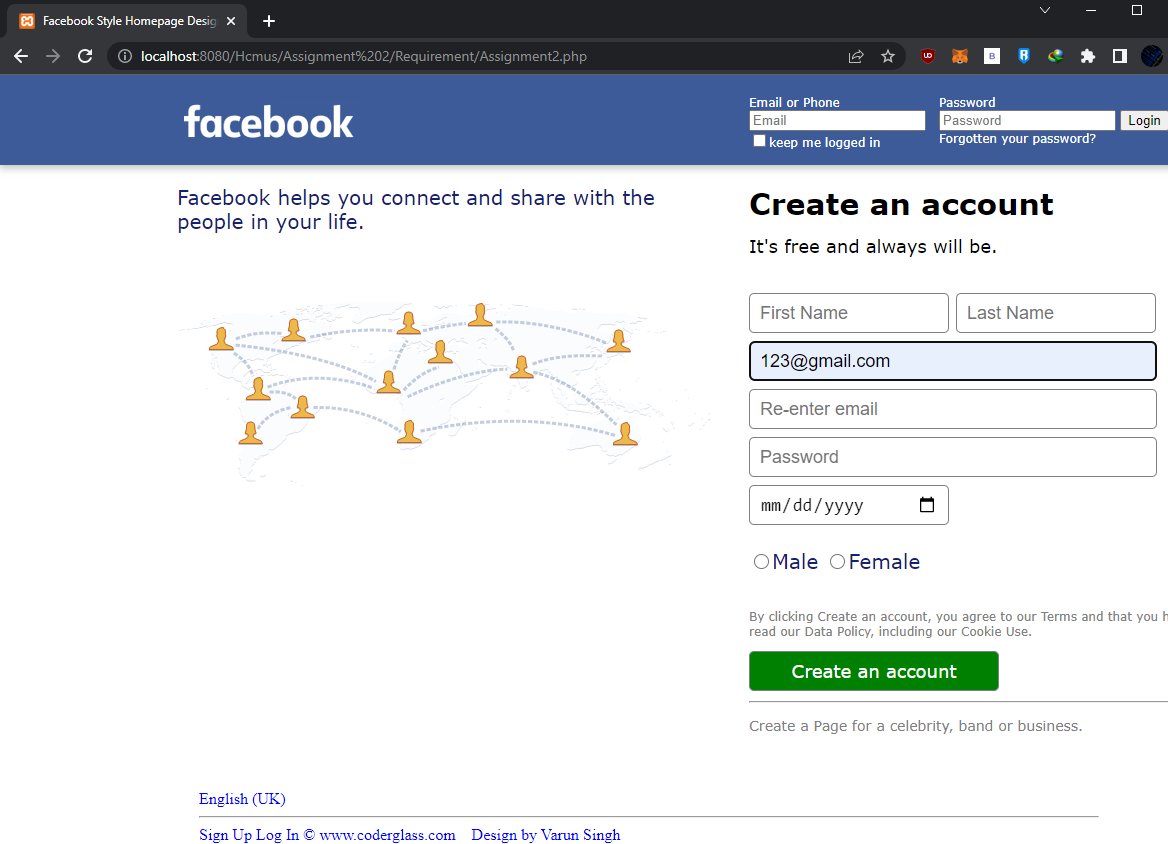 Facebook Style Homepage Desig
localhost:8080/Hcmus/Assignment%202/Requirement/Assignment2.php
facebook
Email or Phone
Password
Email
Password
Login
keep me logged in
Forgotten your password?
Facebook helps you connect and share with the
people in your life.
Create an account
It's free and always will be.
First Name
Last Name
123@gmail.com
Re-enter email
Password
mm/dd/yyyy
Male
Female
By clicking Create an account, you agree to our Terms and that you h
read our Data Policy, including our Cookie Use.
Create an account
Create a Page for a celebrity, band or business.
English (UK)
Sign Up Log In © www.coderglass.com Design by Varun Singh